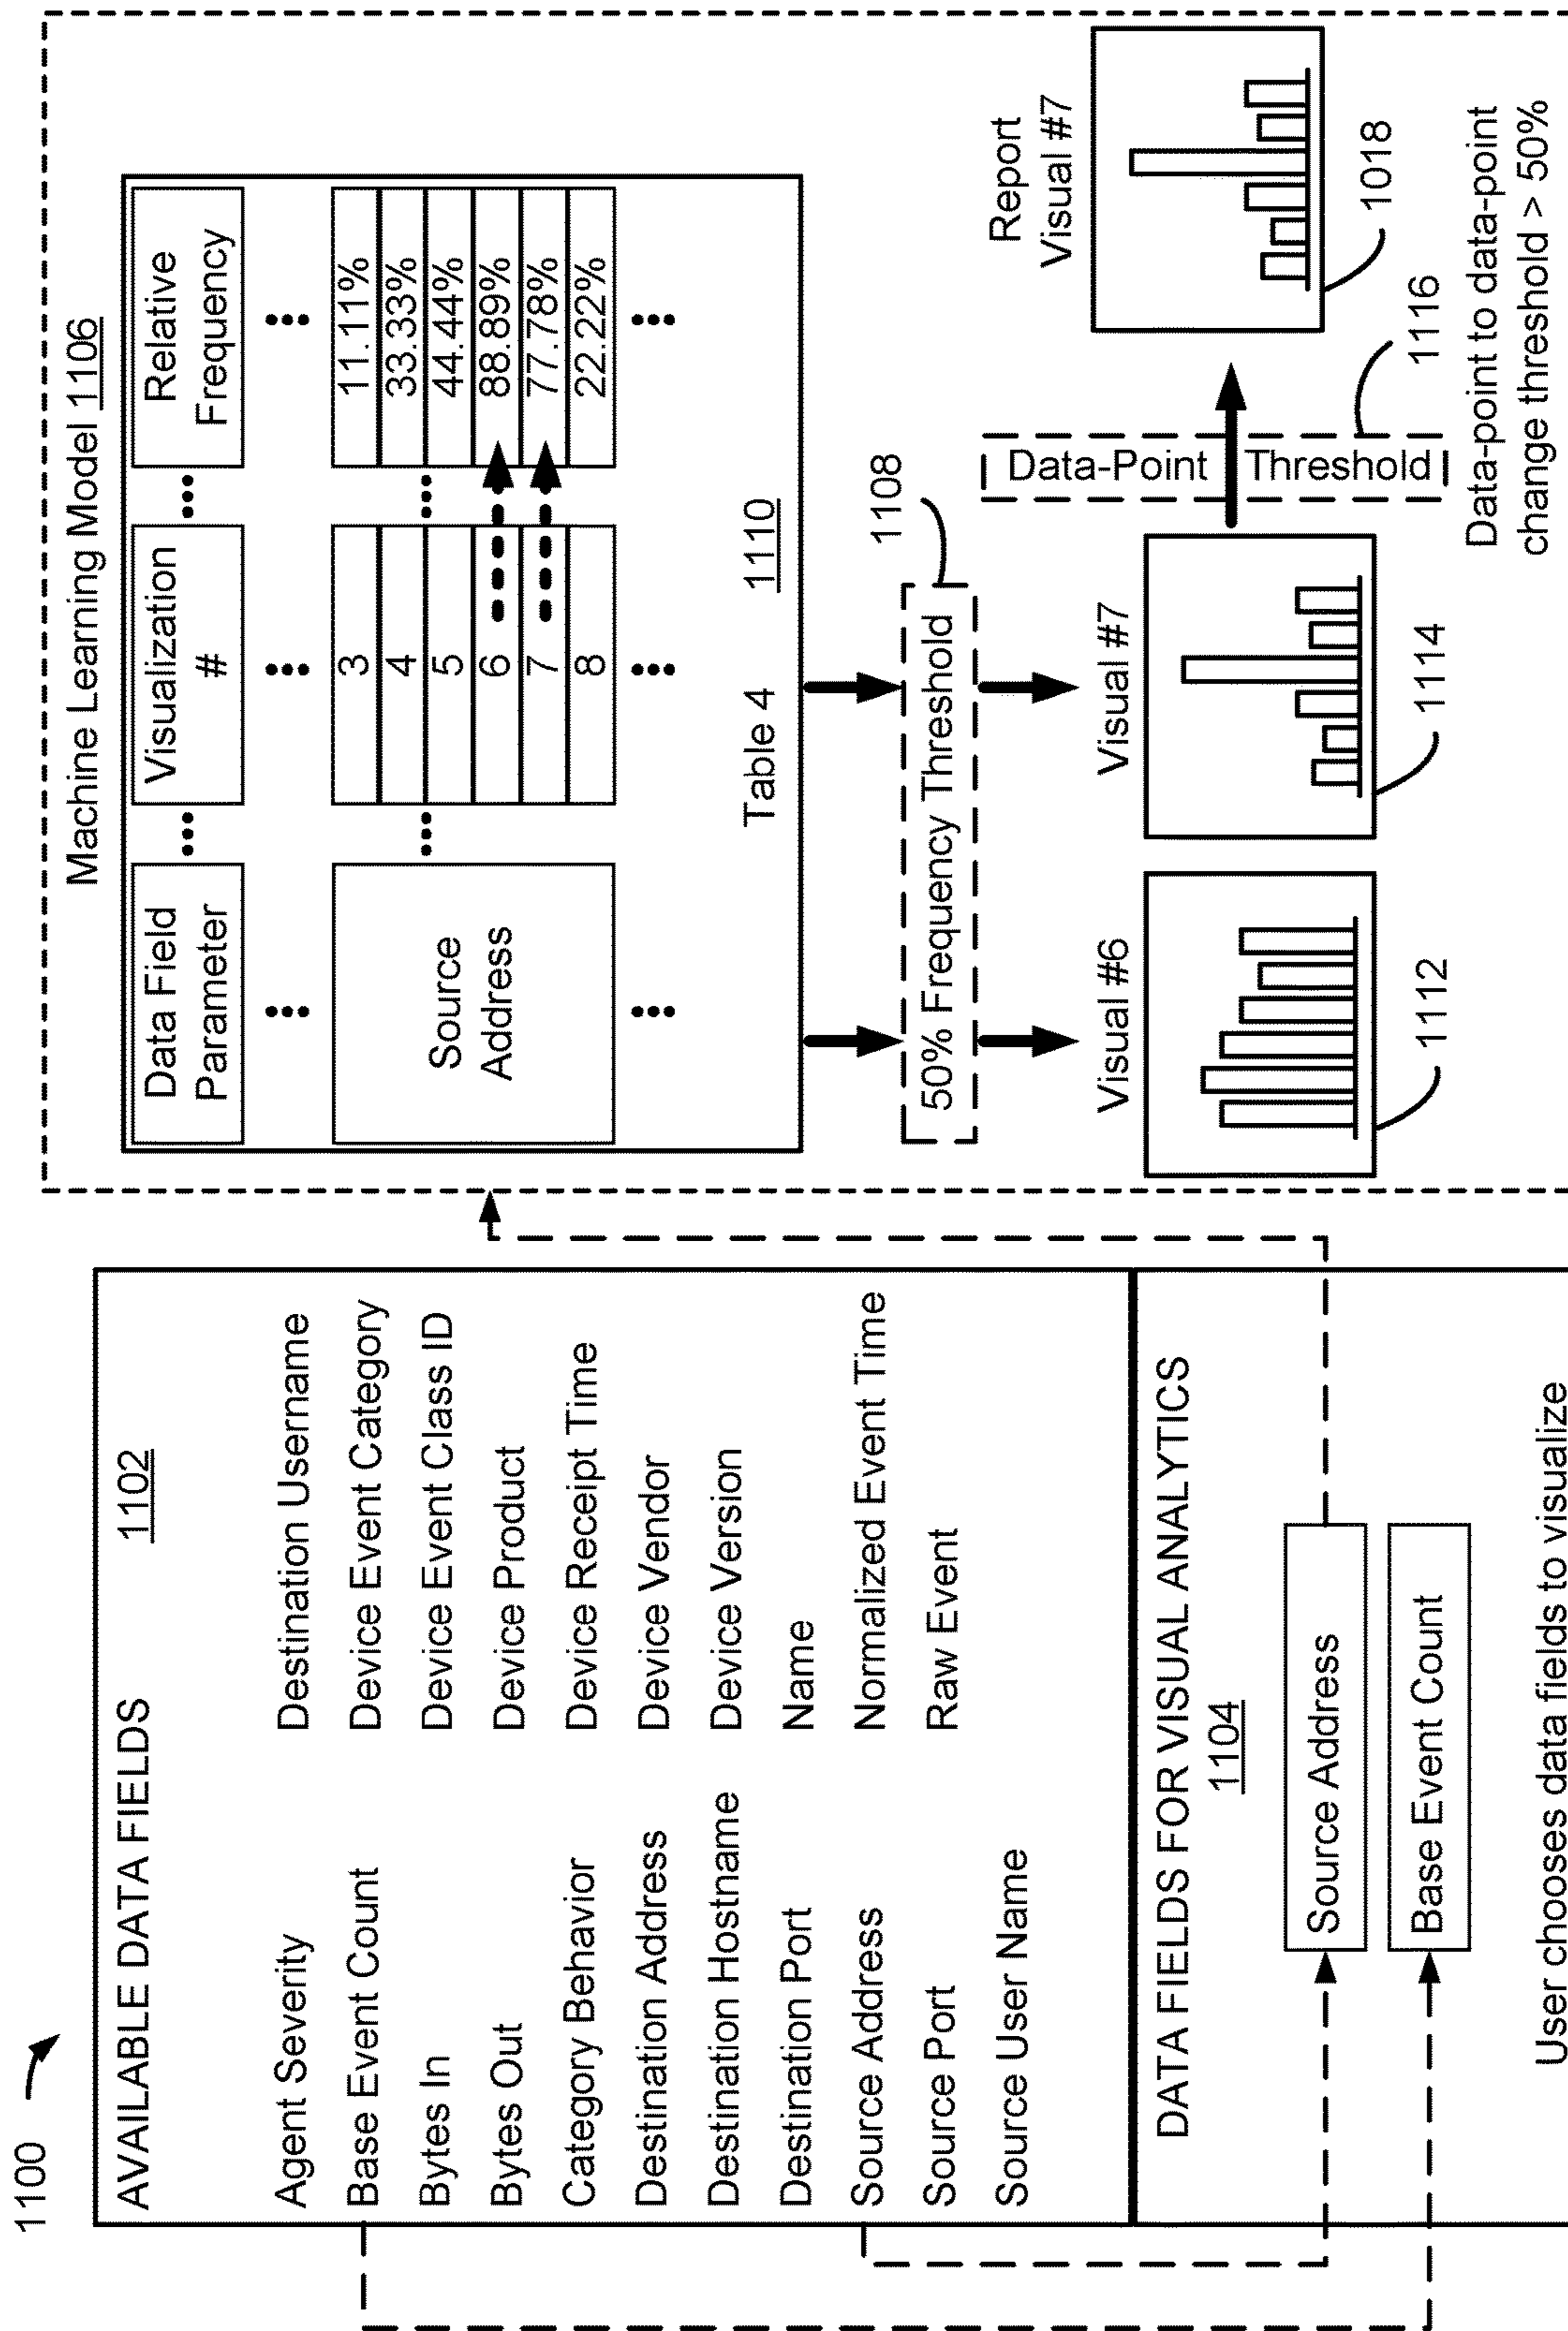 1100
AVAILABLE DATA FIELDS
1102
Agent Severity
Base Event Count
Bytes In
Bytes Out
Category Behavior
Destination Address
Destination Hostname
Destination Port
Source Address
Source Port
Source User Name
Destination Username
Device Event Category
Device Event Class ID
Device Product
Device Receipt Time
Device Vendor
Device Version
Name
Normalized Event Time
Raw Event
DATA FIELDS FOR VISUAL ANALYTICS
1104
Source Address
Base Event Count
User chooses data fields to visualize
Machine Learning Model 1106
Data Field
Parameter
Visualization
#
Relative
Frequency
... ...
... ... ...
Source
Address
... ...
3 11.11%
4 33.33%
5 44.44%
6 88.89%
7 77.78%
8 22.22%
... ... ...
Table 4
1110
50% Frequency Threshold
1108
Visual #6
1112
Visual #7
1114
Data-Point Threshold
1116
Data-point to data-point
change threshold > 50%
Report
Visual #7
1018